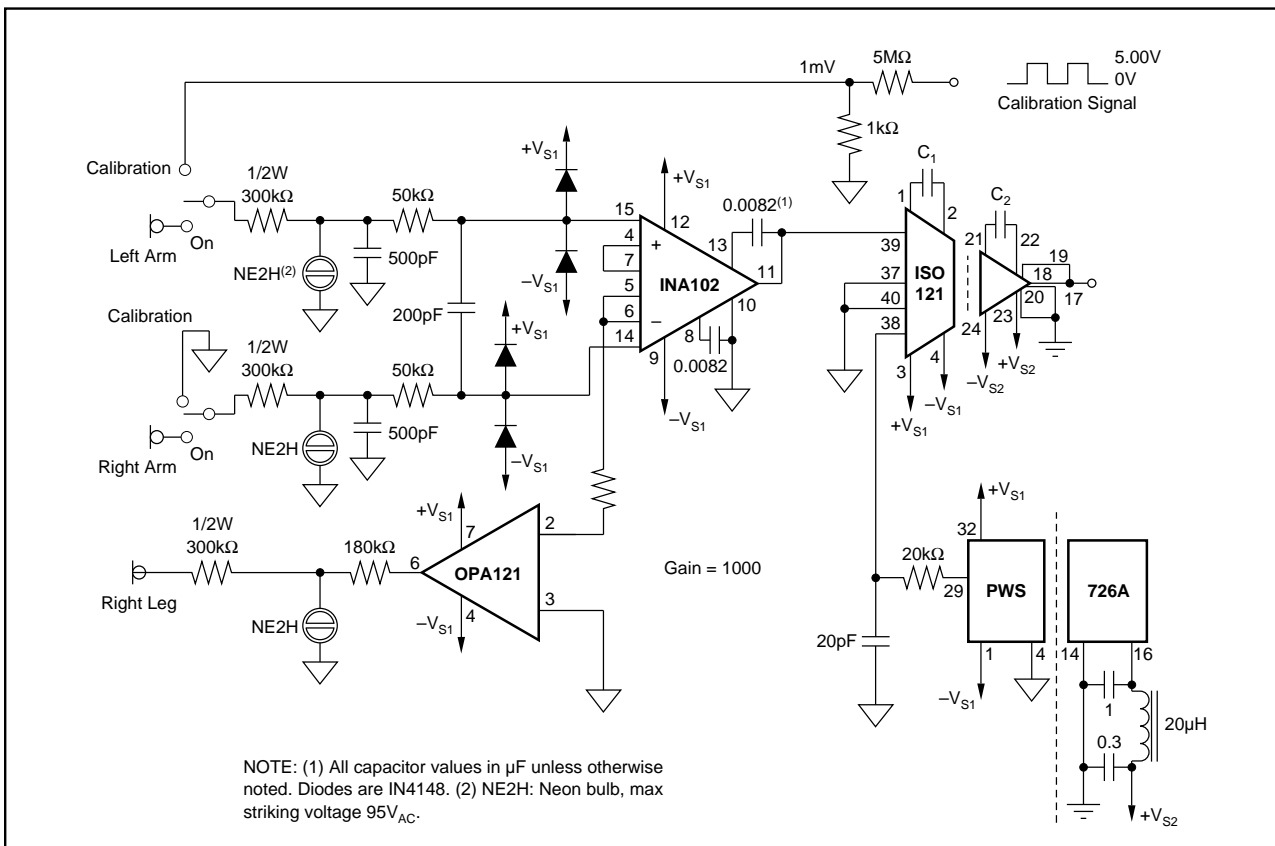 1mV
5MΩ
5.00V
0V
Calibration Signal
1kΩ
+VS1
C1
Calibration
1/2W
300kΩ
50kΩ
+VS1
0.0082(1)
1
2
C2
15
12
4
+
7
13
11
39
21
22
19
18
17
20
On
Left Arm
NE2H(2)
500pF
–VS1
INA102
37
ISO
121
5
6
–
14
10
40
38
23
24
200pF
Calibration
+VS1
8
0.0082
9
3
4
–VS2
+VS2
1/2W
300kΩ
50kΩ
–VS1
–VS1
+VS1
On
Right Arm
NE2H
500pF
–VS1
+VS1
7
2
+VS1
32
1/2W
300kΩ
180kΩ
6
OPA121
Gain = 1000
20kΩ
29
PWS
726A
Right Leg
NE2H
–VS1
4
3
20pF
1
4
14
16
–VS1
1
20µH
0.3
+VS2
NOTE: (1) All capacitor values in µF unless otherwise
noted. Diodes are IN4148. (2) NE2H: Neon bulb, max
striking voltage 95VAC.